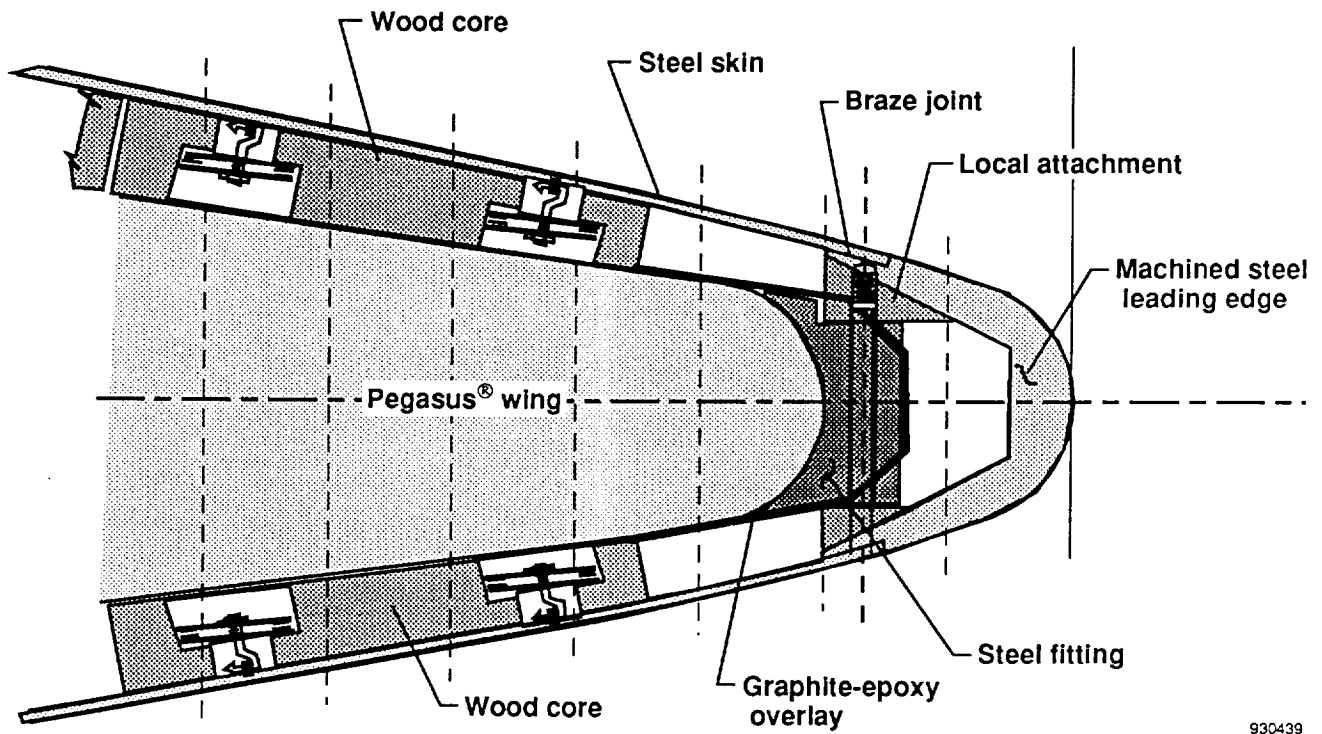 Wood core
Steel skin
Braze joint
Local attachment
Machined steel
leading edge
Pegasus® wing
Steel fitting
Graphite-epoxy
overlay
Wood core
930439